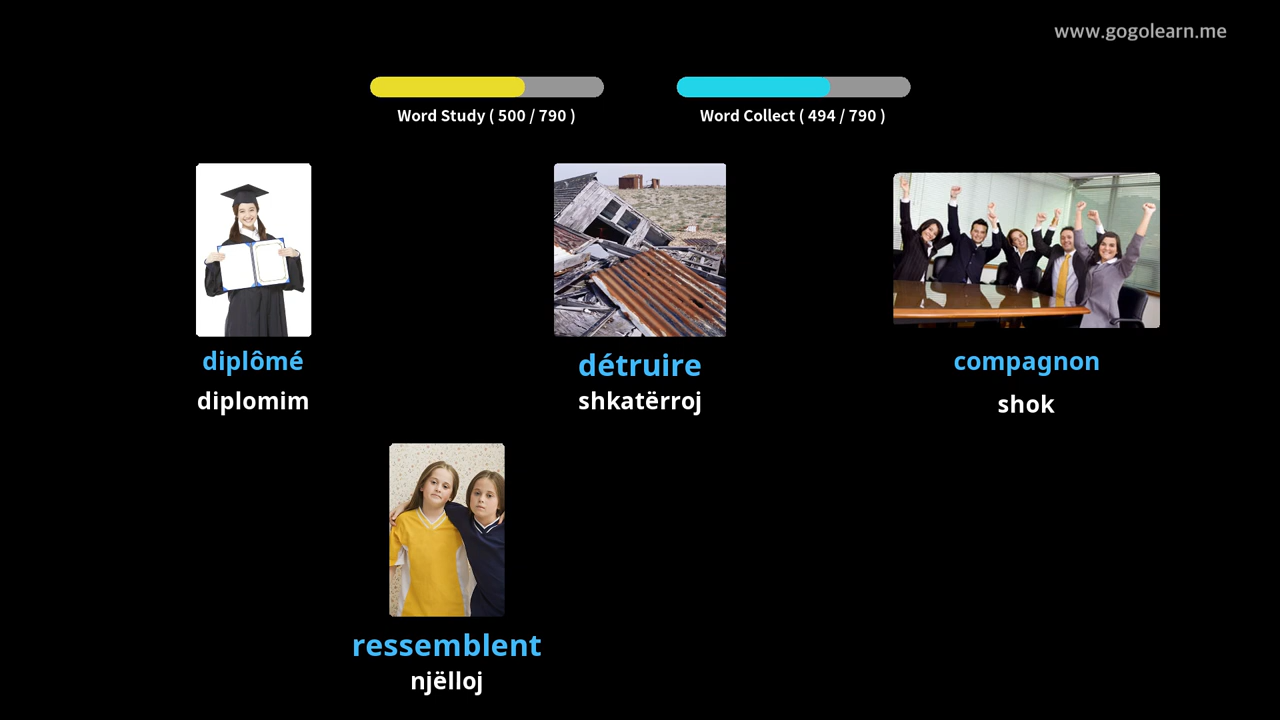 www.gogolearn.me
Word Study ( 500 / 790 )
Word Collect ( 494 / 790 )
diplômé
diplomim
détruire
shkatërroj
compagnon
shok
ressemblent
njëlloj